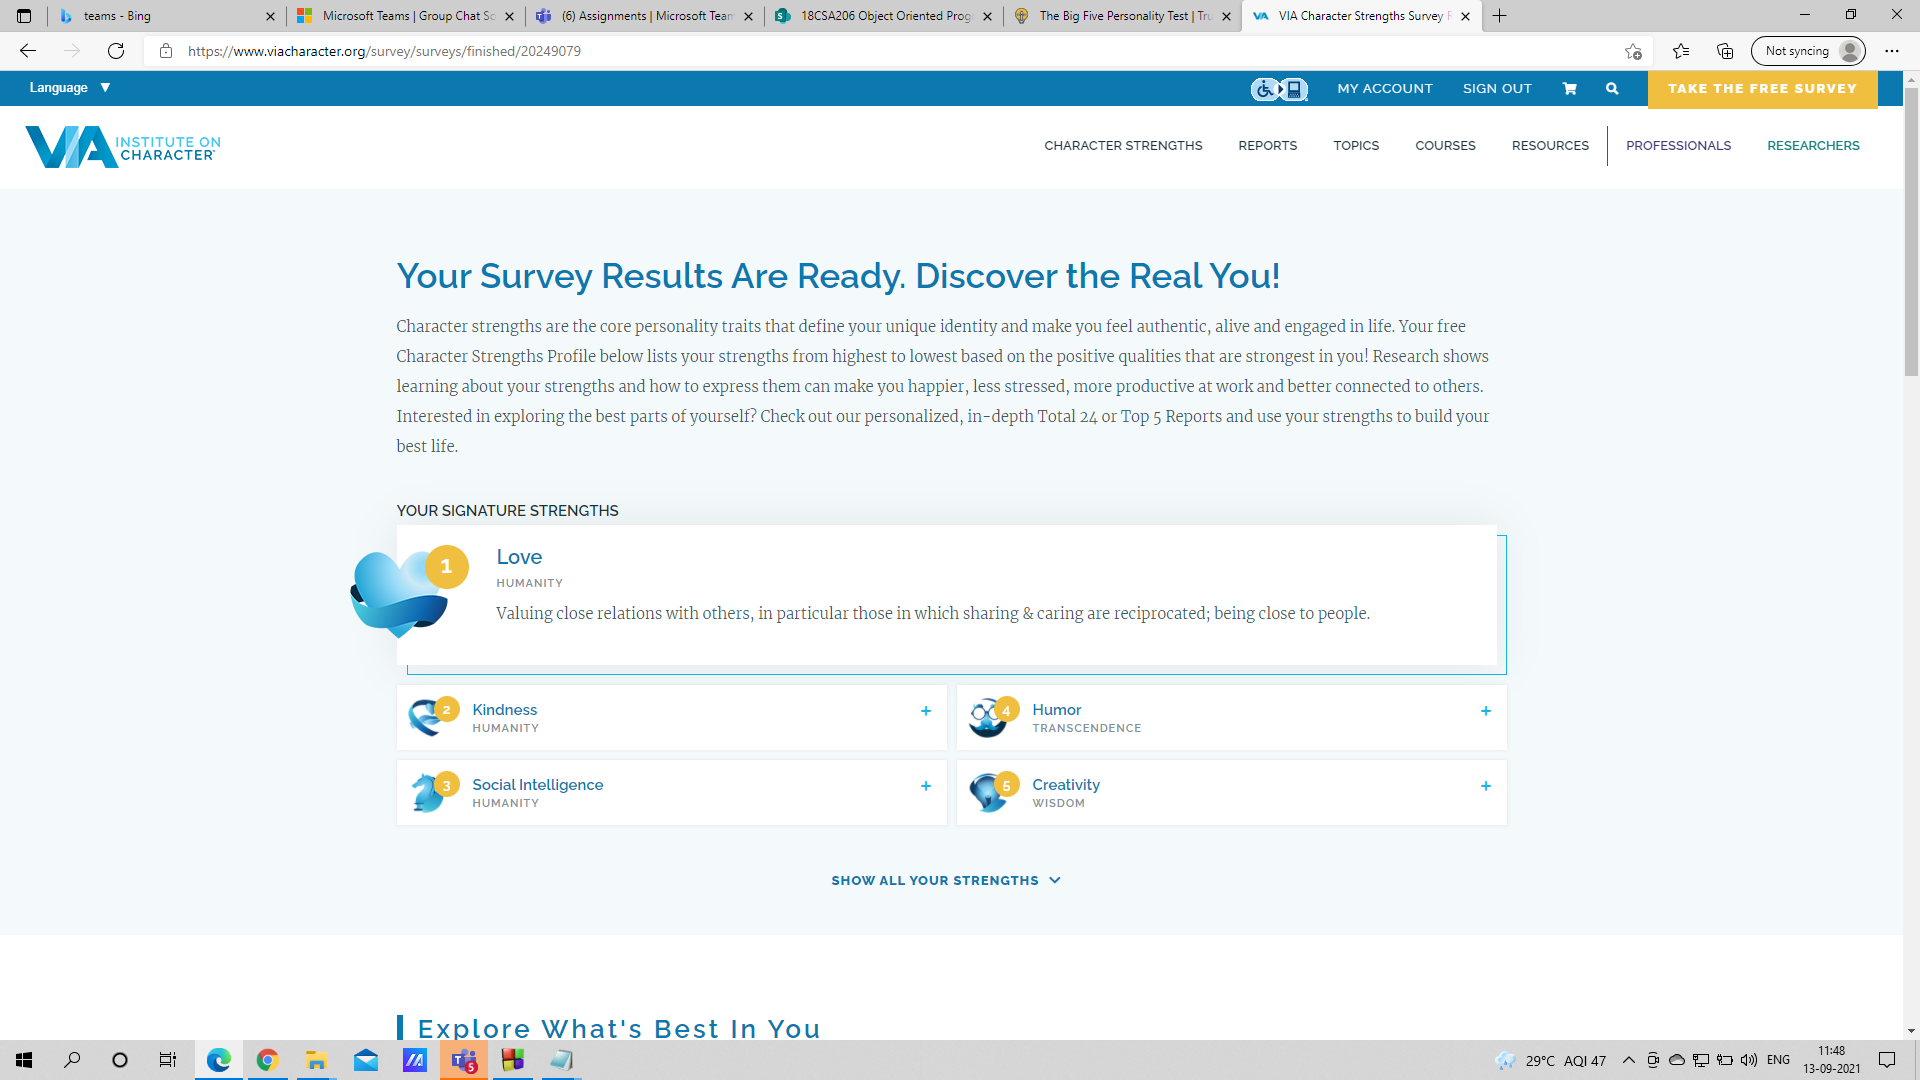 teams - Bing
Microsoft Teams | Group Chat So
(6) Assignments | Microsoft Team
18CSA206 Object Oriented Prog
The Big Five Personality Test | Tru
VIA Character Strengths Survey R
https://www.viacharacter.org/survey/surveys/finished/20249079
Not syncing
Language
MY ACCOUNT
SIGN OUT
TAKE THE FREE SURVEY
VIA INSTITUTE ON
CHARACTER
CHARACTER STRENGTHS
REPORTS
TOPICS
COURSES
RESOURCES
PROFESSIONALS
RESEARCHERS
Your Survey Results Are Ready. Discover the Real You!
Character strengths are the core personality traits that define your unique identity and make you feel authentic, alive and engaged in life. Your free
Character Strengths Profile below lists your strengths from highest to lowest based on the positive qualities that are strongest in you! Research shows
learning about your strengths and how to express them can make you happier, less stressed, more productive at work and better connected to others.
Interested in exploring the best parts of yourself? Check out our personalized, in-depth Total 24 or Top 5 Reports and use your strengths to build your
best life.
YOUR SIGNATURE STRENGTHS
1
Love
HUMANITY
Valuing close relations with others, in particular those in which sharing & caring are reciprocated; being close to people.
2
Kindness
HUMANITY
+
4
Humor
TRANSCENDENCE
+
3
Social Intelligence
HUMANITY
+
5
Creativity
WISDOM
+
SHOW ALL YOUR STRENGTHS
Explore What's Best In You
5
29°C AQI 47
ENG
11:48
13-09-2021